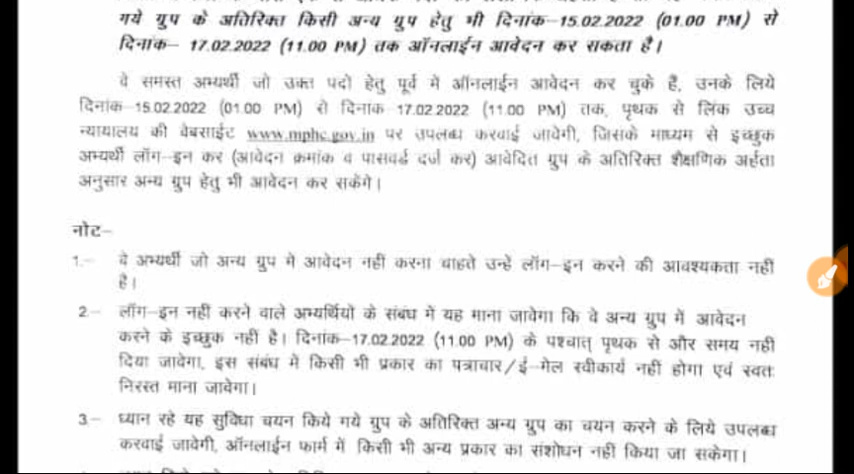 गये ग्रुप के अतिरिक्त किसी अन्य ग्रुप हेतु भी दिनांक–15.02.2022 (01.00 PM) से
दिनांक– 17.02.2022 (11.00 PM) तक ऑनलाईन आवेदन कर सकता है।
वे समस्त अभ्यर्थी जो उक्त पदो हेतु पूर्व मे ऑनलाईन आवेदन कर चुके हैं, उनके लिये
दिनांक 15.02.2022 (01.00 PM) से दिनांक 17.02.2022 (11.00 PM) तक, पृथक से लिंक उच्च
न्यायालय की वेबसाईट www.mphc.gov.in पर उपलब्ध करवाई जावेगी, जिसके माध्यम से इच्छुक
अभ्यर्थी लॉग–इन कर (आवेदन क्रमांक व पासवर्ड दर्ज कर) आवेदित ग्रुप के अतिरिक्त शैक्षणिक अर्हता
अनुसार अन्य ग्रुप हेतु भी आवेदन कर सकेंगे।
नोट–
1.– वे अभ्यर्थी जो अन्य ग्रुप मे आवेदन नहीं करना चाहते उन्हे लॉग–इन करने की आवश्यकता नहीं
है।
2.– लॉग–इन नहीं करने वाले अभ्यर्थियो के संबंध में यह माना जावेगा कि वे अन्य ग्रुप में आवेदन
करने के इच्छुक नहीं है। दिनांक–17.02.2022 (11.00 PM) के पश्चात् पृथक से और समय नही
दिया जावेगा, इस संबंध में किसी भी प्रकार का पत्राचार/ई–मेल स्वीकार्य नहीं होगा एवं स्वतः
निरस्त माना जावेगा।
3.– ध्यान रहे यह सुविधा चयन किये गये ग्रुप के अतिरिक्त अन्य ग्रुप का चयन करने के लिये उपलब्ध
करवाई जावेगी, ऑनलाईन फार्म में किसी भी अन्य प्रकार का संशोधन नहीं किया जा सकेगा।